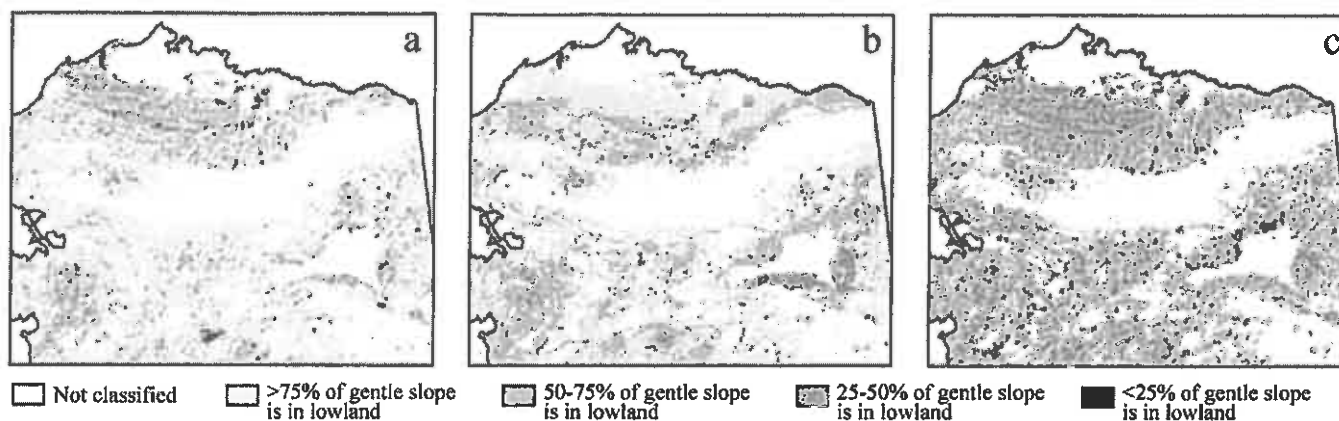 a
b
c
Not classified
>75% of gentle slope
is in lowland
50-75% of gentle slope
is in lowland
25-50% of gentle slope
is in lowland
<25% of gentle slope
is in lowland